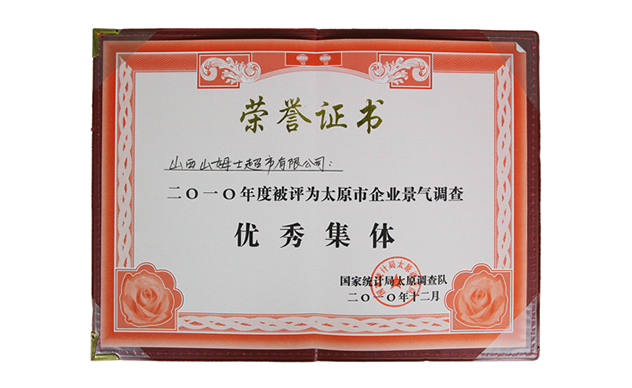 荣誉证书
山西山姆士超市有限公司：
二〇一〇年度被评为太原市企业景气调查
优秀集体
国家统计局太原调查队
二〇一〇年十二月